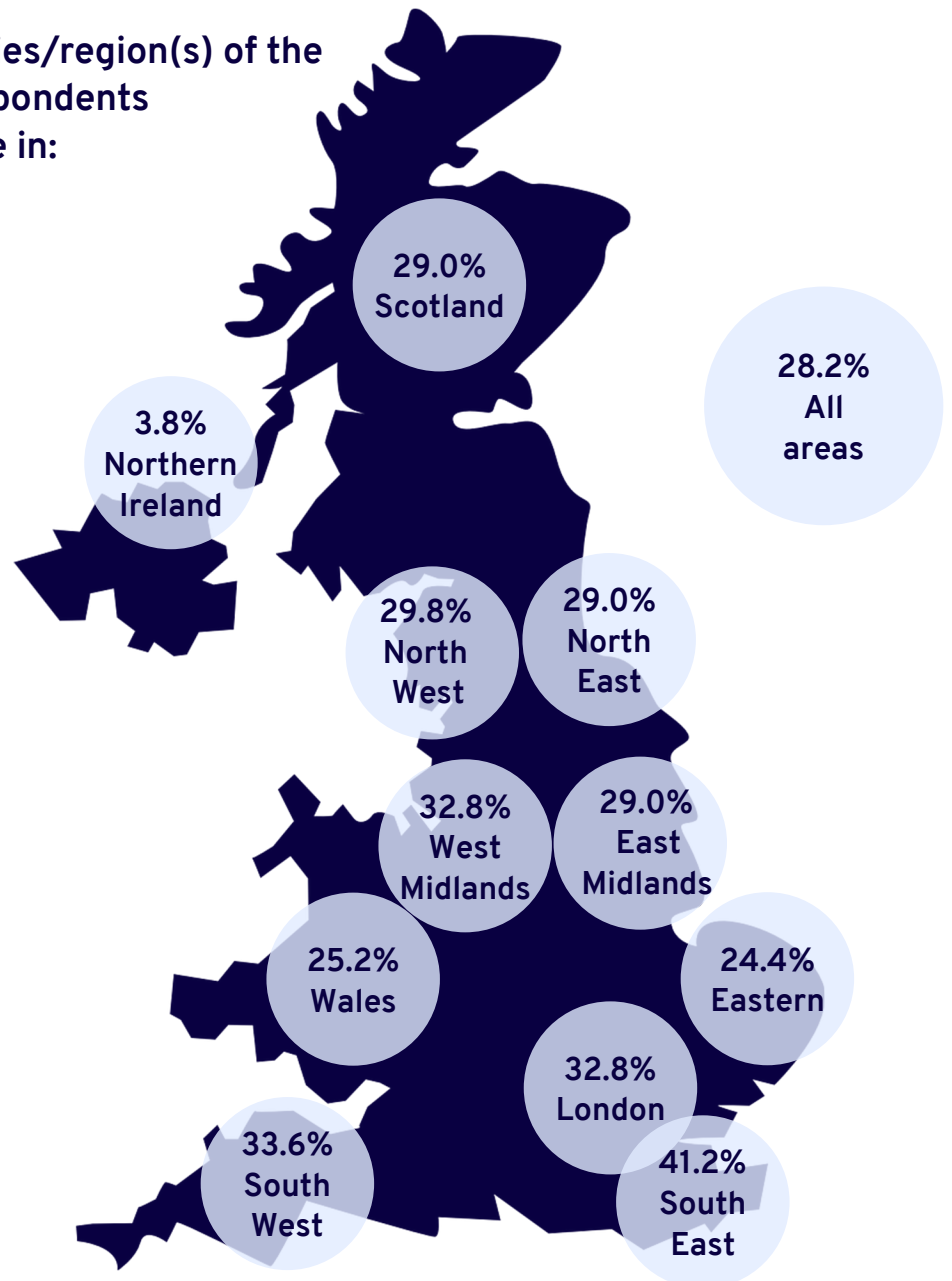 ies/region(s) of the
pondents
e in:
29.0%
Scotland
28.2%
All
areas
3.8%
Northern
Ireland
29.8%
North
West
29.0%
North
East
32.8%
West
Midlands
29.0%
East
Midlands
25.2%
Wales
24.4%
Eastern
32.8%
London
33.6%
South
West
41.2%
South
East